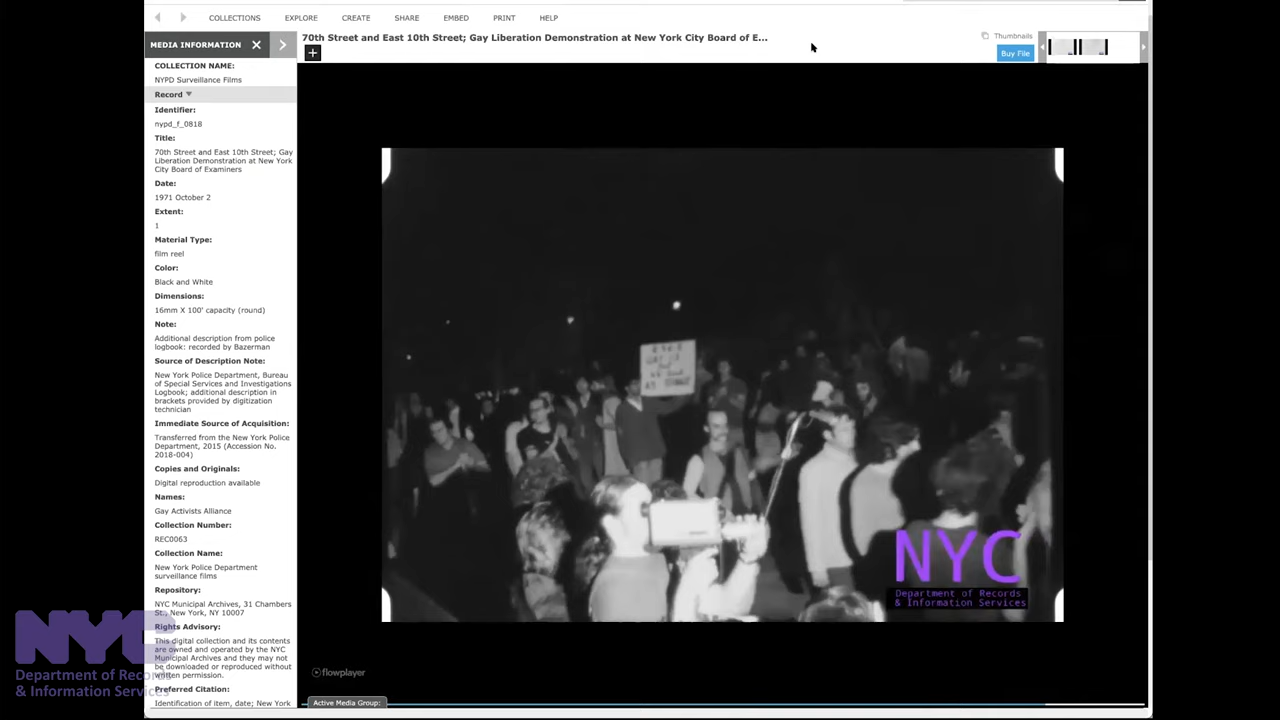 COLLECTIONS EXPLORE CREATE SHARE EMBED PRINT HELP
MEDIA INFORMATION
70th Street and East 10th Street; Gay Liberation Demonstration at New York City Board of E...
Thumbnails
Buy File
COLLECTION NAME:
NYPD Surveillance Films
Record
Identifier:
nypd_f_0818
Title:
70th Street and East 10th Street; Gay
Liberation Demonstration at New York
City Board of Examiners
Date:
1971 October 2
Extent:
1
Material Type:
film reel
Color:
Black and White
Dimensions:
16mm X 100' capacity (round)
Note:
Additional description from police
logbook: recorded by Bazerman
Source of Description Note:
New York Police Department, Bureau
of Special Services and Investigations
Logbook; additional description in
brackets provided by digitization
technician
Immediate Source of Acquisition:
Transferred from the New York Police
Department, 2015 (Accession No.
2018-004)
Copies and Originals:
Digital reproduction available
Names:
Gay Activists Alliance
Collection Number:
REC0063
Collection Name:
New York Police Department
surveillance films
Repository:
NYC Municipal Archives, 31 Chambers
St., New York, NY 10007
Rights Advisory:
This digital collection and its contents
are owned and operated by the NYC
Municipal Archives and they may not
be downloaded or reproduced without
written permission.
Preferred Citation:
Identification of item, date; New York
NYC
Department of Records
& Information Services
NYC
Department of Records
& Information Services
flowplayer
Active Media Group: